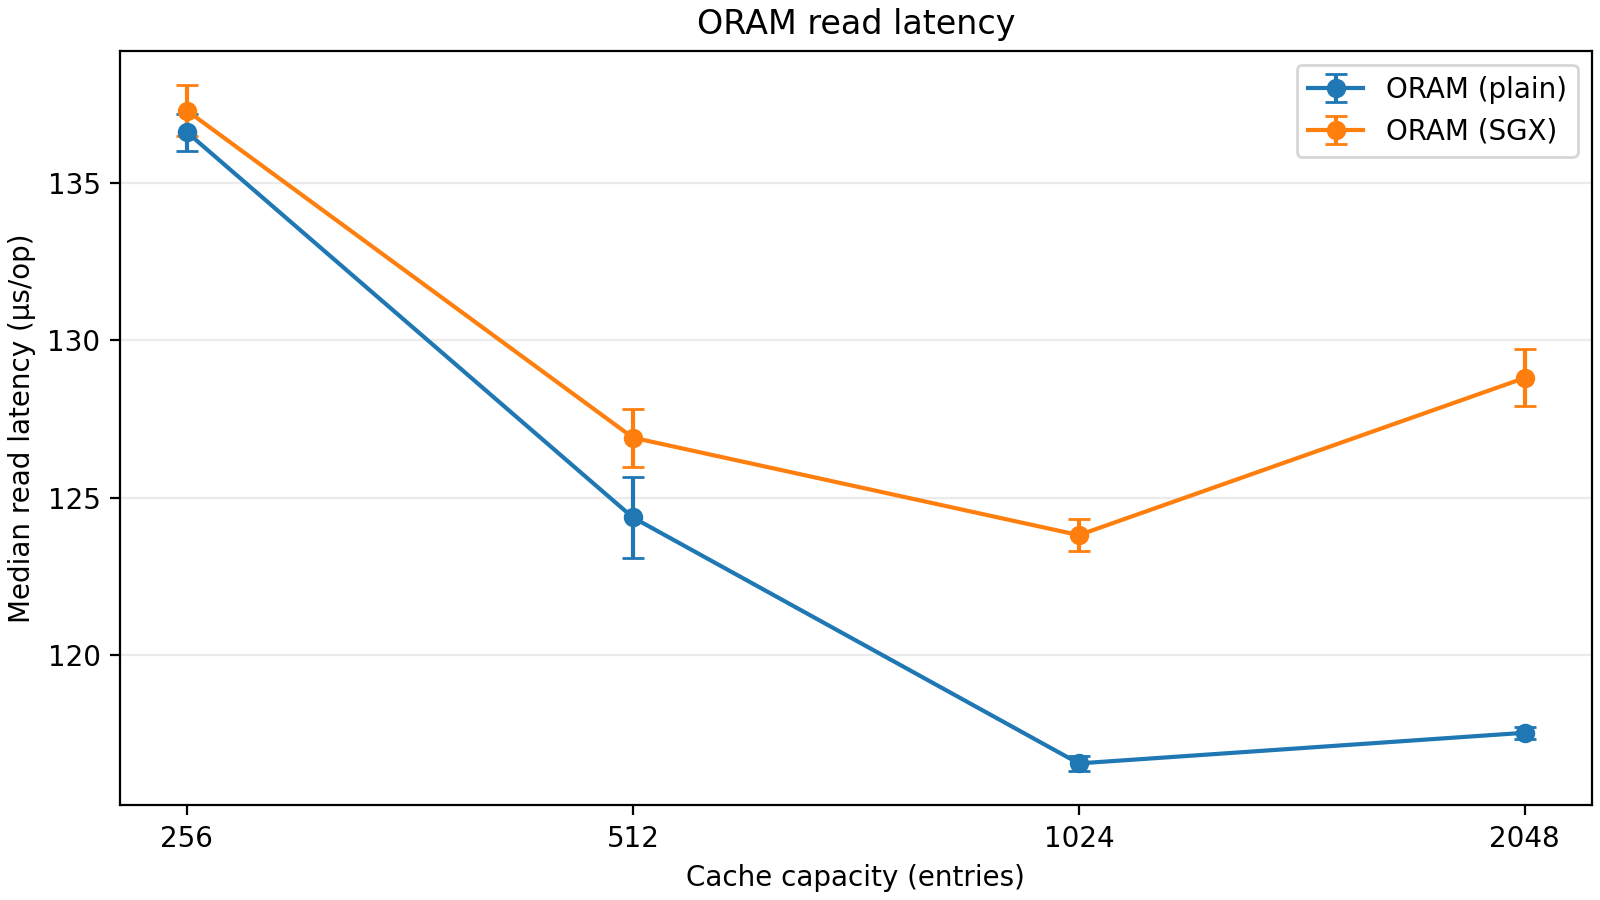 ORAM read latency
ORAM (plain)
ORAM (SGX)
Median read latency (µs/op)
135
130
125
120
256
512
1024
2048
Cache capacity (entries)